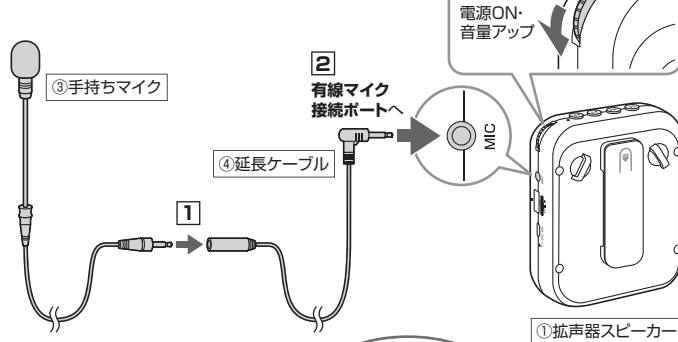 電源ON・
音量アップ
③手持ちマイク
2
有線マイク
接続ポートへ
MIC
④延長ケーブル
1
①拡声器スピーカー